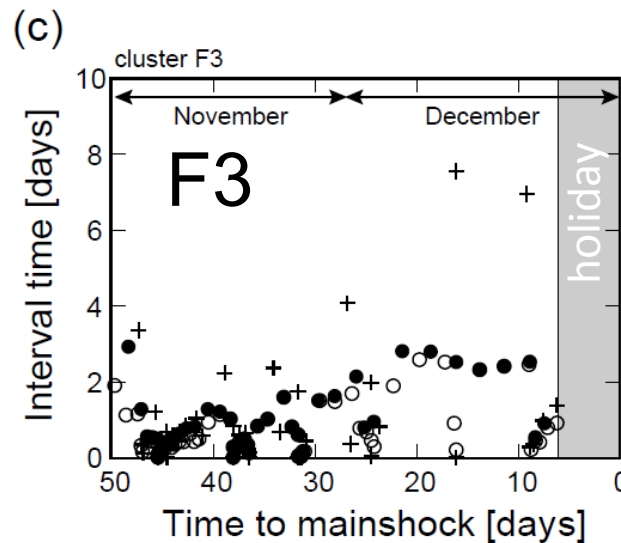 (c)
cluster F3
10
8
6
4
2
0
November
December
F3
holiday
50
40
30
20
10
0
Interval time [days]
Time to mainshock [days]